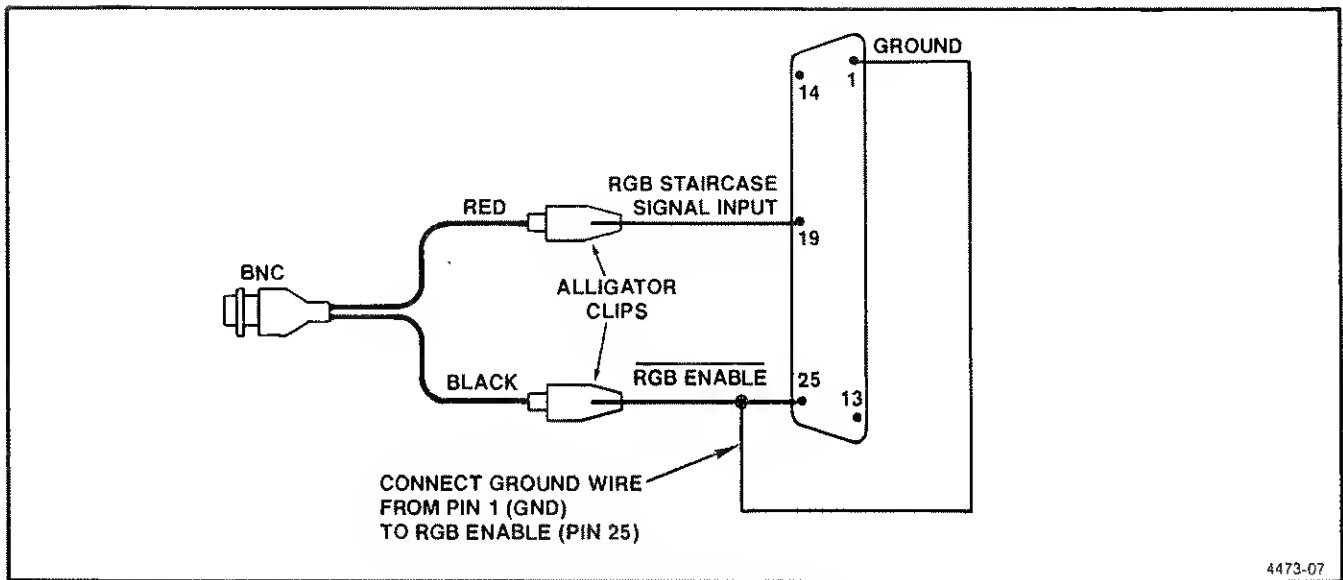 GROUND
1
14
RGB STAIRCASE
SIGNAL INPUT
RED
19
BNC
ALLIGATOR
CLIPS
BLACK
RGB ENABLE
25
13
CONNECT GROUND WIRE
FROM PIN 1 (GND)
TO RGB ENABLE (PIN 25)
4473-07